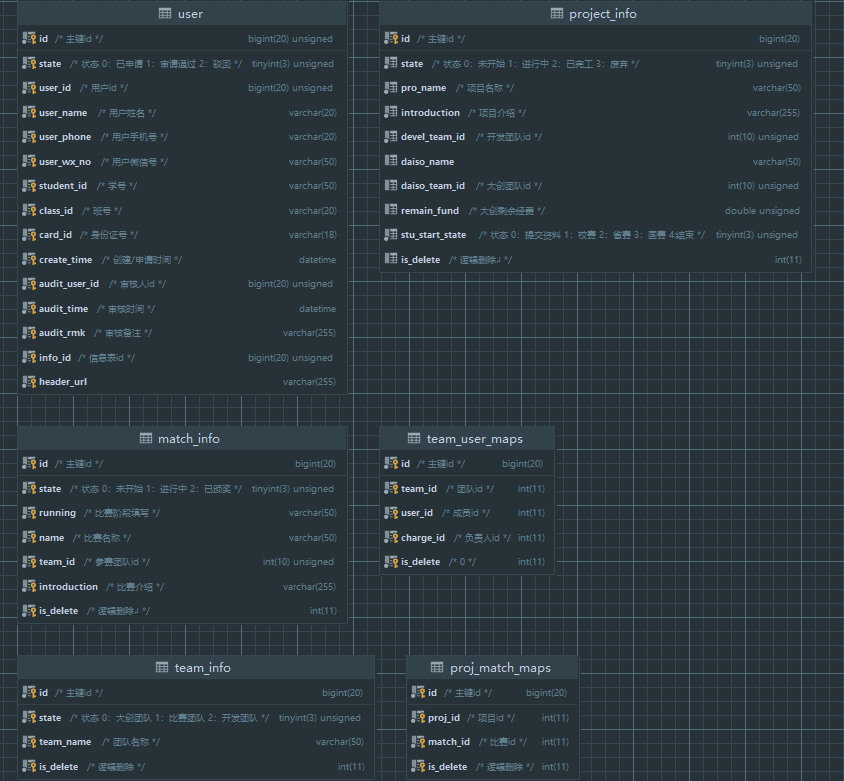 user
id /* 主键id */ bigint(20) unsigned
state /* 状态 0：已申请 1：审请通过 2：驳回 */ tinyint(3) unsigned
user_id /* 用户id */ bigint(20) unsigned
user_name /* 用户姓名 */ varchar(20)
user_phone /* 用户手机号 */ varchar(20)
user_wx_no /* 用户微信号 */ varchar(50)
student_id /* 学号 */ varchar(50)
class_id /* 班号 */ varchar(20)
card_id /* 身份证号 */ varchar(18)
create_time /* 创建/申请时间 */ datetime
audit_user_id /* 审核人id */ bigint(20) unsigned
audit_time /* 审核时间 */ datetime
audit_rmk /* 审核备注 */ varchar(255)
info_id /* 信息表id */ bigint(20) unsigned
header_url varchar(255)
project_info
id /* 主键id */ bigint(20)
state /* 状态 0：未开始 1：进行中 2：已完工 3：废弃 */ tinyint(3) unsigned
pro_name /* 项目名称 */ varchar(50)
introduction /* 项目介绍 */ varchar(255)
devel_team_id /* 开发团队id */ int(10) unsigned
daiso_name varchar(50)
daiso_team_id /* 大创团队id */ int(10) unsigned
remain_fund /* 大创剩余经费 */ double unsigned
stu_start_state /* 状态 0：提交资料 1：校赛 2：省赛 3：国赛 4:结束 */ tinyint(3) unsigned
is_delete /* 逻辑删除↲ */ int(11)
match_info
id /* 主键id */ bigint(20)
state /* 状态 0：未开始 1：进行中 2：已颁奖 */ tinyint(3) unsigned
running /* 比赛阶段填写 */ varchar(50)
name /* 比赛名称 */ varchar(50)
team_id /* 参赛团队id */ int(10) unsigned
introduction /* 比赛介绍 */ varchar(255)
is_delete /* 逻辑删除↲ */ int(11)
team_user_maps
id /* 主键id */ bigint(20)
team_id /* 团队id */ int(11)
user_id /* 成员id */ int(11)
charge_id /* 负责人id */ int(11)
is_delete /* 0 */ int(11)
team_info
id /* 主键id */ bigint(20)
state /* 状态 0：大创团队 1：比赛团队 2：开发团队 */ tinyint(3) unsigned
team_name /* 团队名称 */ varchar(50)
is_delete /* 逻辑删除 */ int(11)
proj_match_maps
id /* 主键id */ bigint(20)
proj_id /* 项目id */ int(11)
match_id /* 比赛id */ int(11)
is_delete /* 逻辑删除 */ int(11)